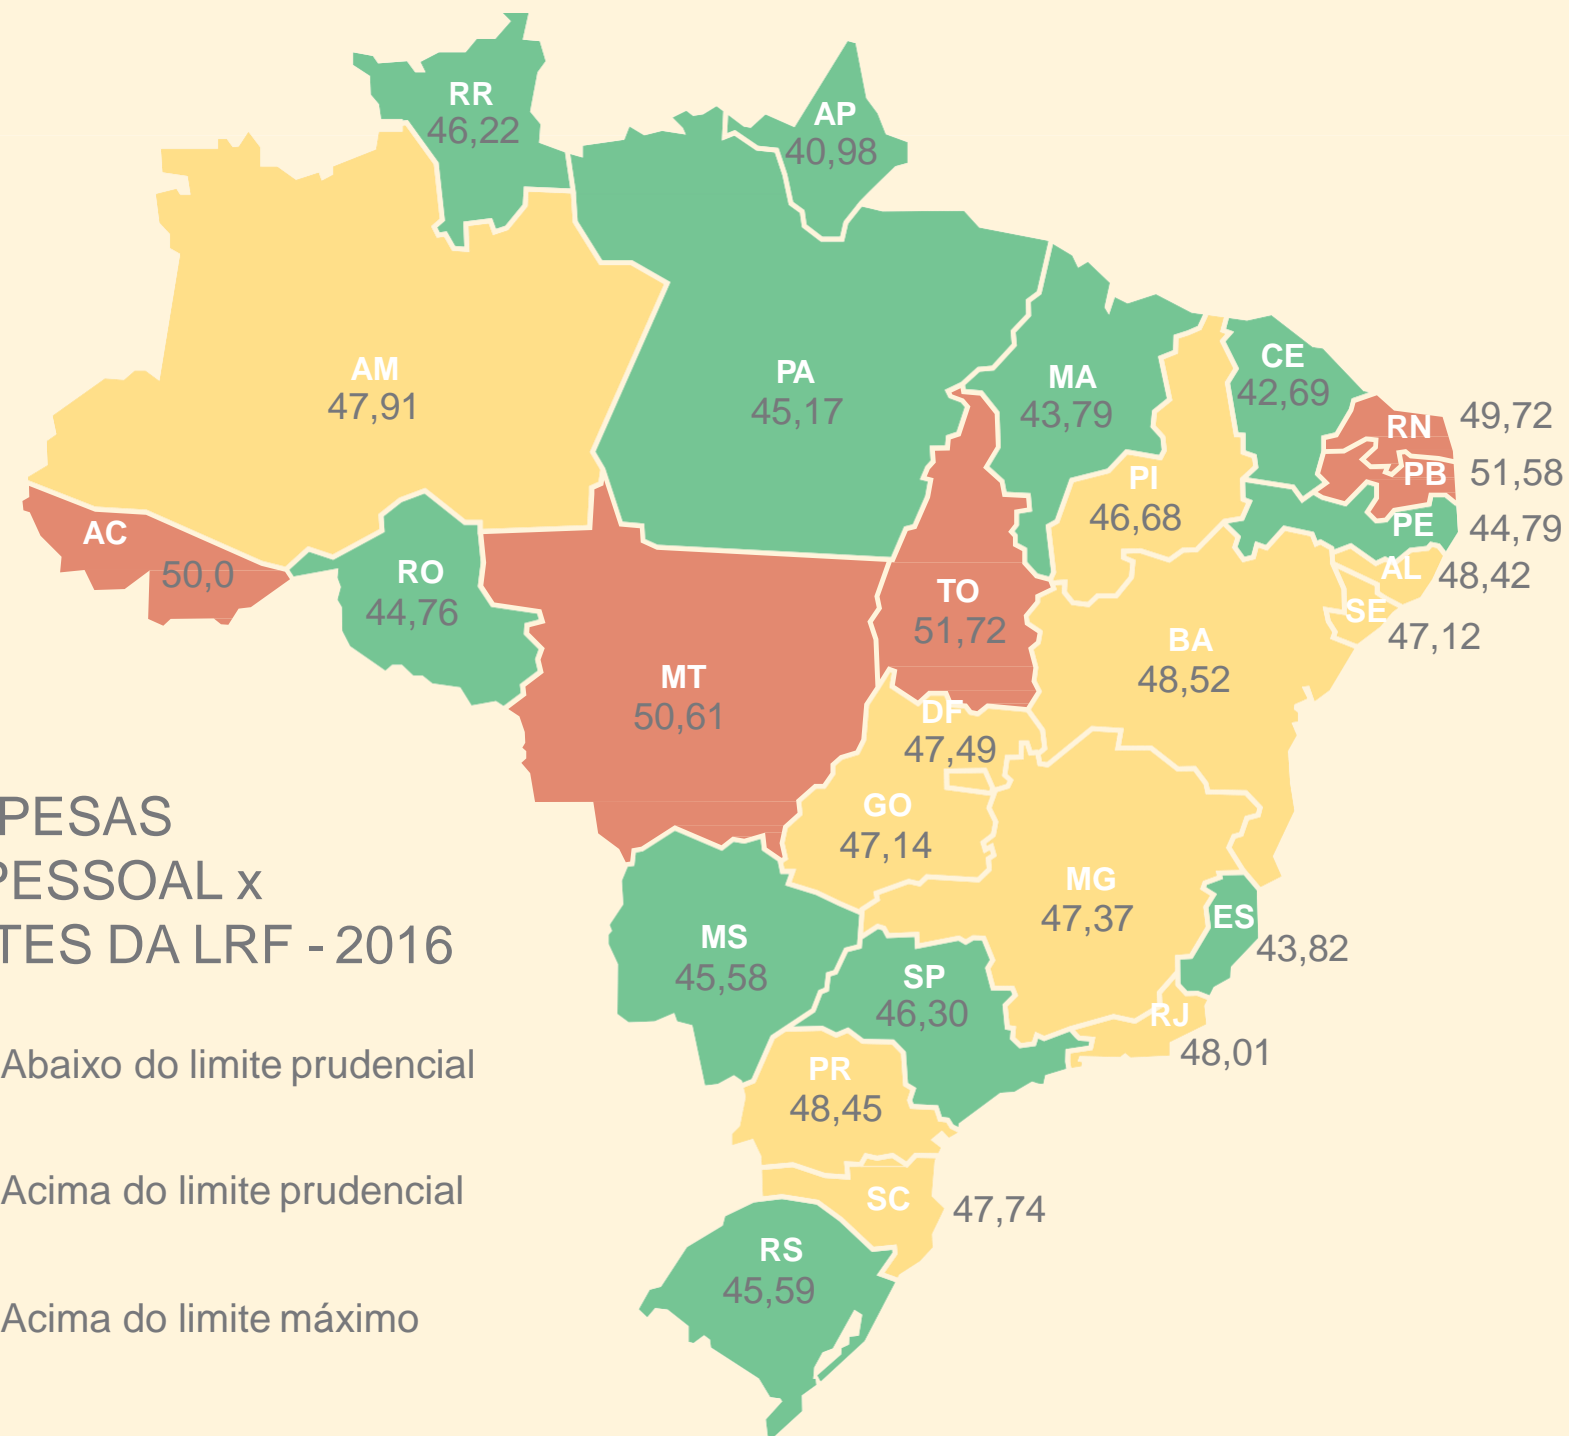 RR
46,22
AP
40,98
AM
47,91
PA
45,17
MA
43,79
CE
42,69
RN
49,72
PB
51,58
PI
46,68
PE
44,79
AC
50,0
RO
44,76
TO
51,72
AL
48,42
SE
47,12
BA
48,52
MT
50,61
DF
47,49
GO
47,14
MG
47,37
ES
43,82
MS
45,58
SP
46,30
RJ
48,01
PR
48,45
SC
47,74
RS
45,59
PESAS
PESSOAL x
TES DA LRF - 2016
Abaixo do limite prudencial
Acima do limite prudencial
Acima do limite máximo